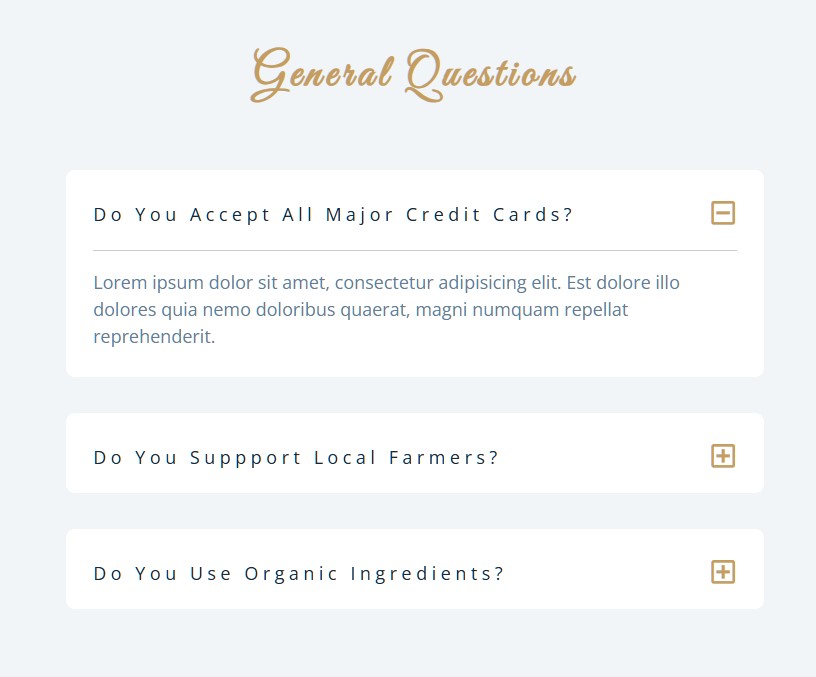 General Questions
Do You Accept All Major Credit Cards?
Lorem ipsum dolor sit amet, consectetur adipisicing elit. Est dolore illo
dolores quia nemo doloribus quaerat, magni numquam repellat
reprehenderit.
Do You Suppport Local Farmers?
Do You Use Organic Ingredients?